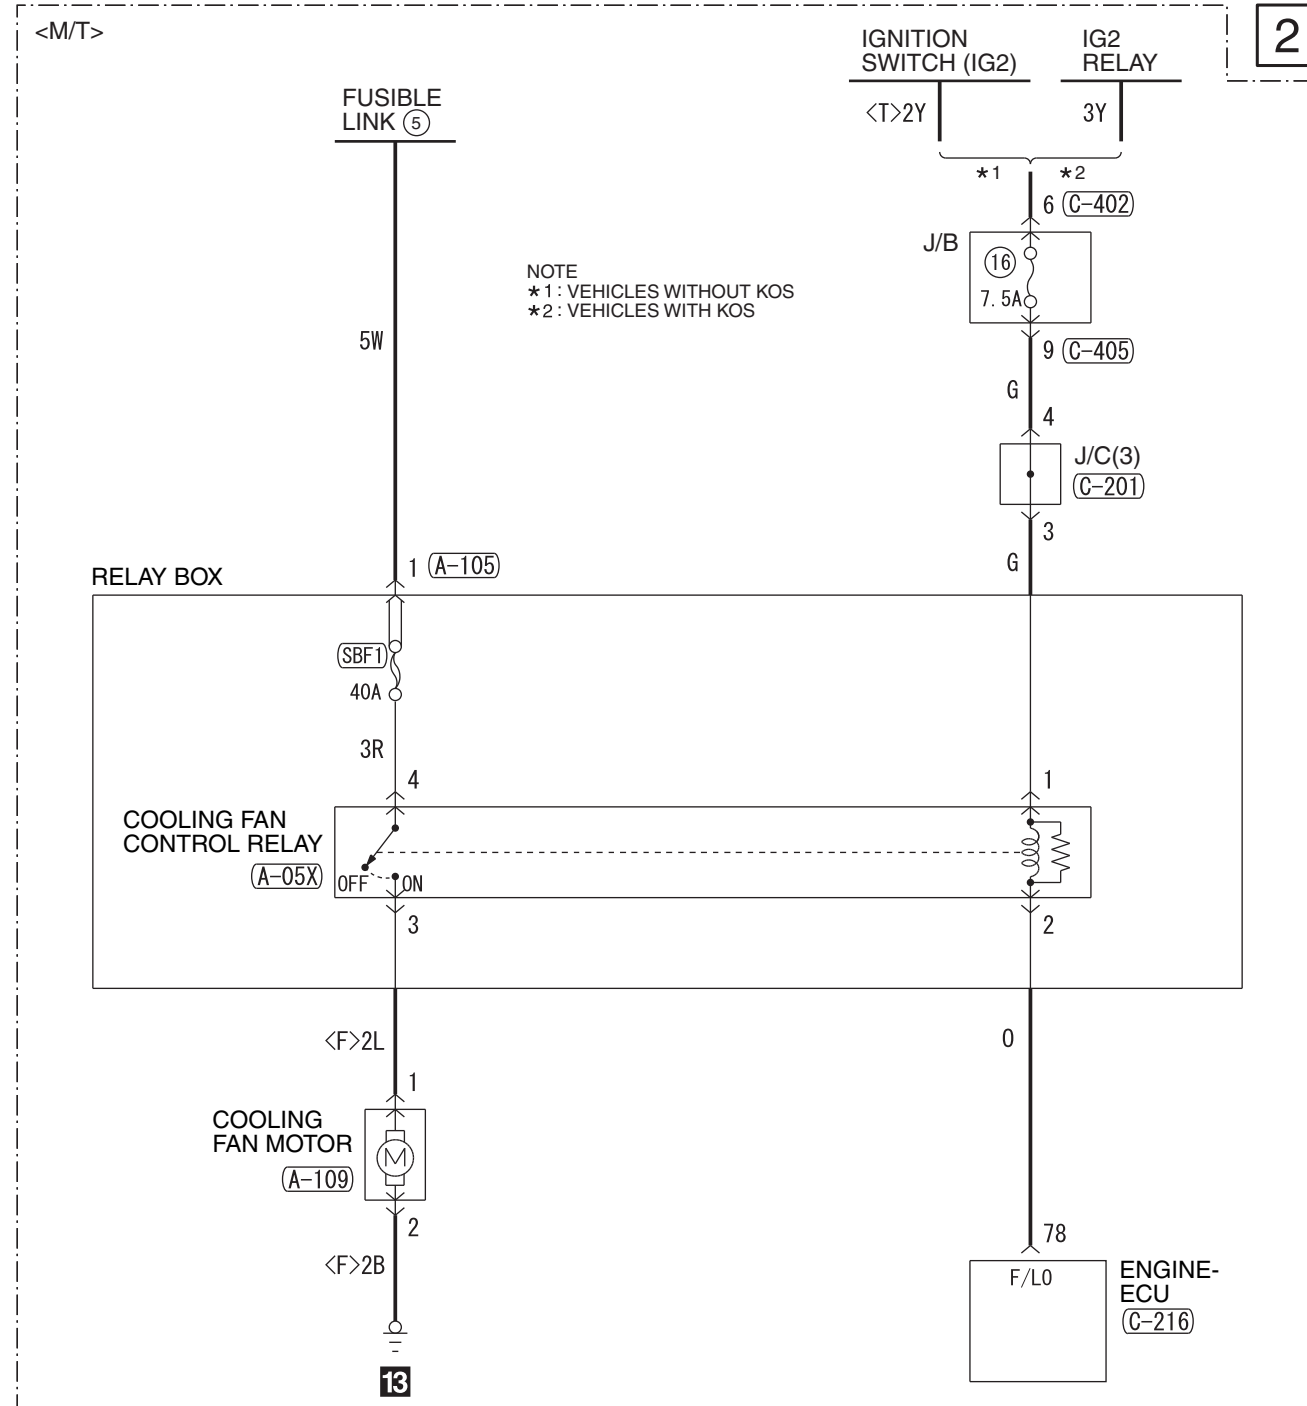 <M/T>
2
IGNITION
SWITCH (IG2)
IG2
RELAY
FUSIBLE
LINK 5
<T>2Y
3Y
*1
*2
6 C-402
J/B
16
7.5A
NOTE
*1 : VEHICLES WITHOUT KOS
*2 : VEHICLES WITH KOS
5W
9 C-405
G
4
J/C(3)
C-201
3
G
1 A-105
RELAY BOX
SBF1
40A
3R
4
1
COOLING FAN
CONTROL RELAY
A-05X
OFF
ON
3
2
<F>2L
O
1
COOLING
FAN MOTOR
A-109
M
2
<F>2B
78
F/LO
ENGINE-
ECU
C-216
13